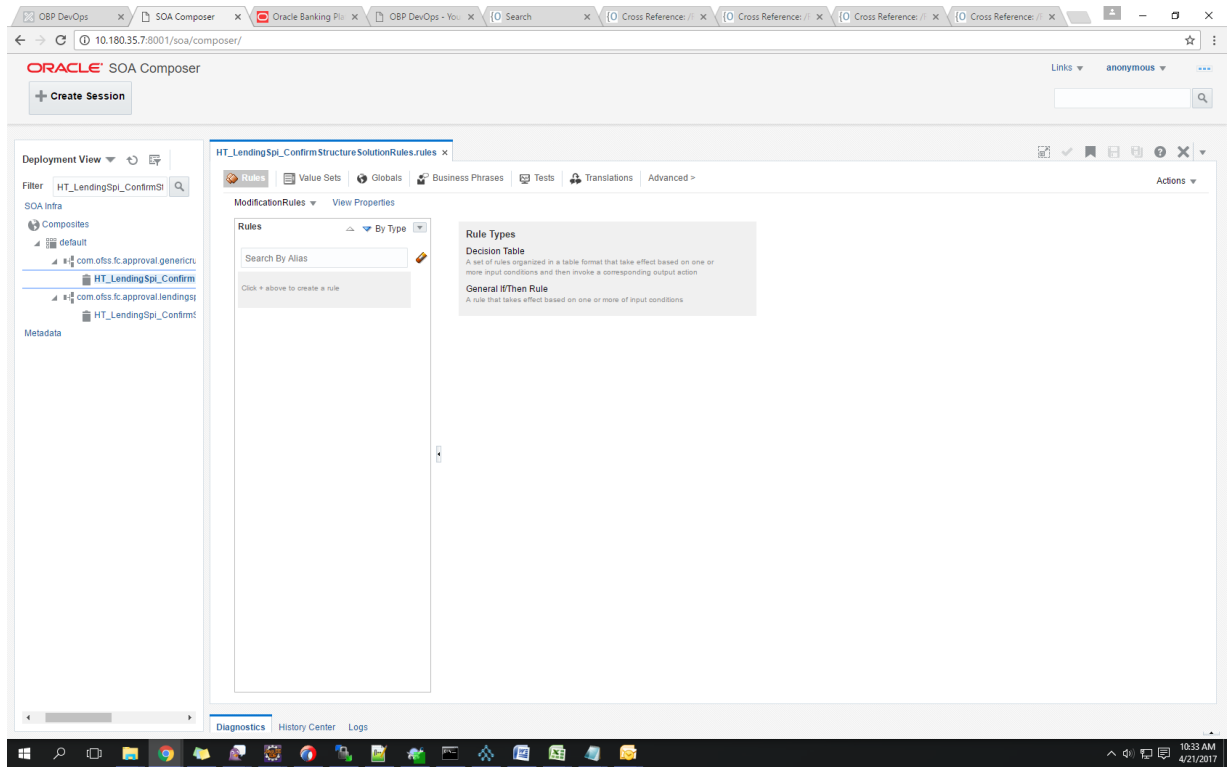 OBP DevOps
SOA Composer
Oracle Banking Pla
OBP DevOps - You
{O Search
{O Cross Reference: /F
{O Cross Reference: /F
{O Cross Reference: /F
{O Cross Reference: /F
10.180.35.7:8001/soa/composer/
ORACLE SOA Composer
Links
anonymous
+ Create Session
Deployment View
Filter HT_LendingSpi_ConfirmSt
SOA Infra
Composites
default
com.ofss.fc.approval.genericru
HT_LendingSpi_Confirm
com.ofss.fc.approval.lendingsp
HT_LendingSpi_ConfirmS
Metadata
HT_LendingSpi_ConfirmStructureSolutionRules.rules ×
Rules Value Sets Globals Business Phrases Tests Translations Advanced >
Actions
ModificationRules View Properties
Rules By Type
Search By Alias
Click + above to create a rule
Rule Types
Decision Table
A set of rules organized in a table format that take effect based on one or
more input conditions and then invoke a corresponding output action
General If/Then Rule
A rule that takes effect based on one or more of input conditions
Diagnostics History Center Logs
10:33 AM
4/21/2017